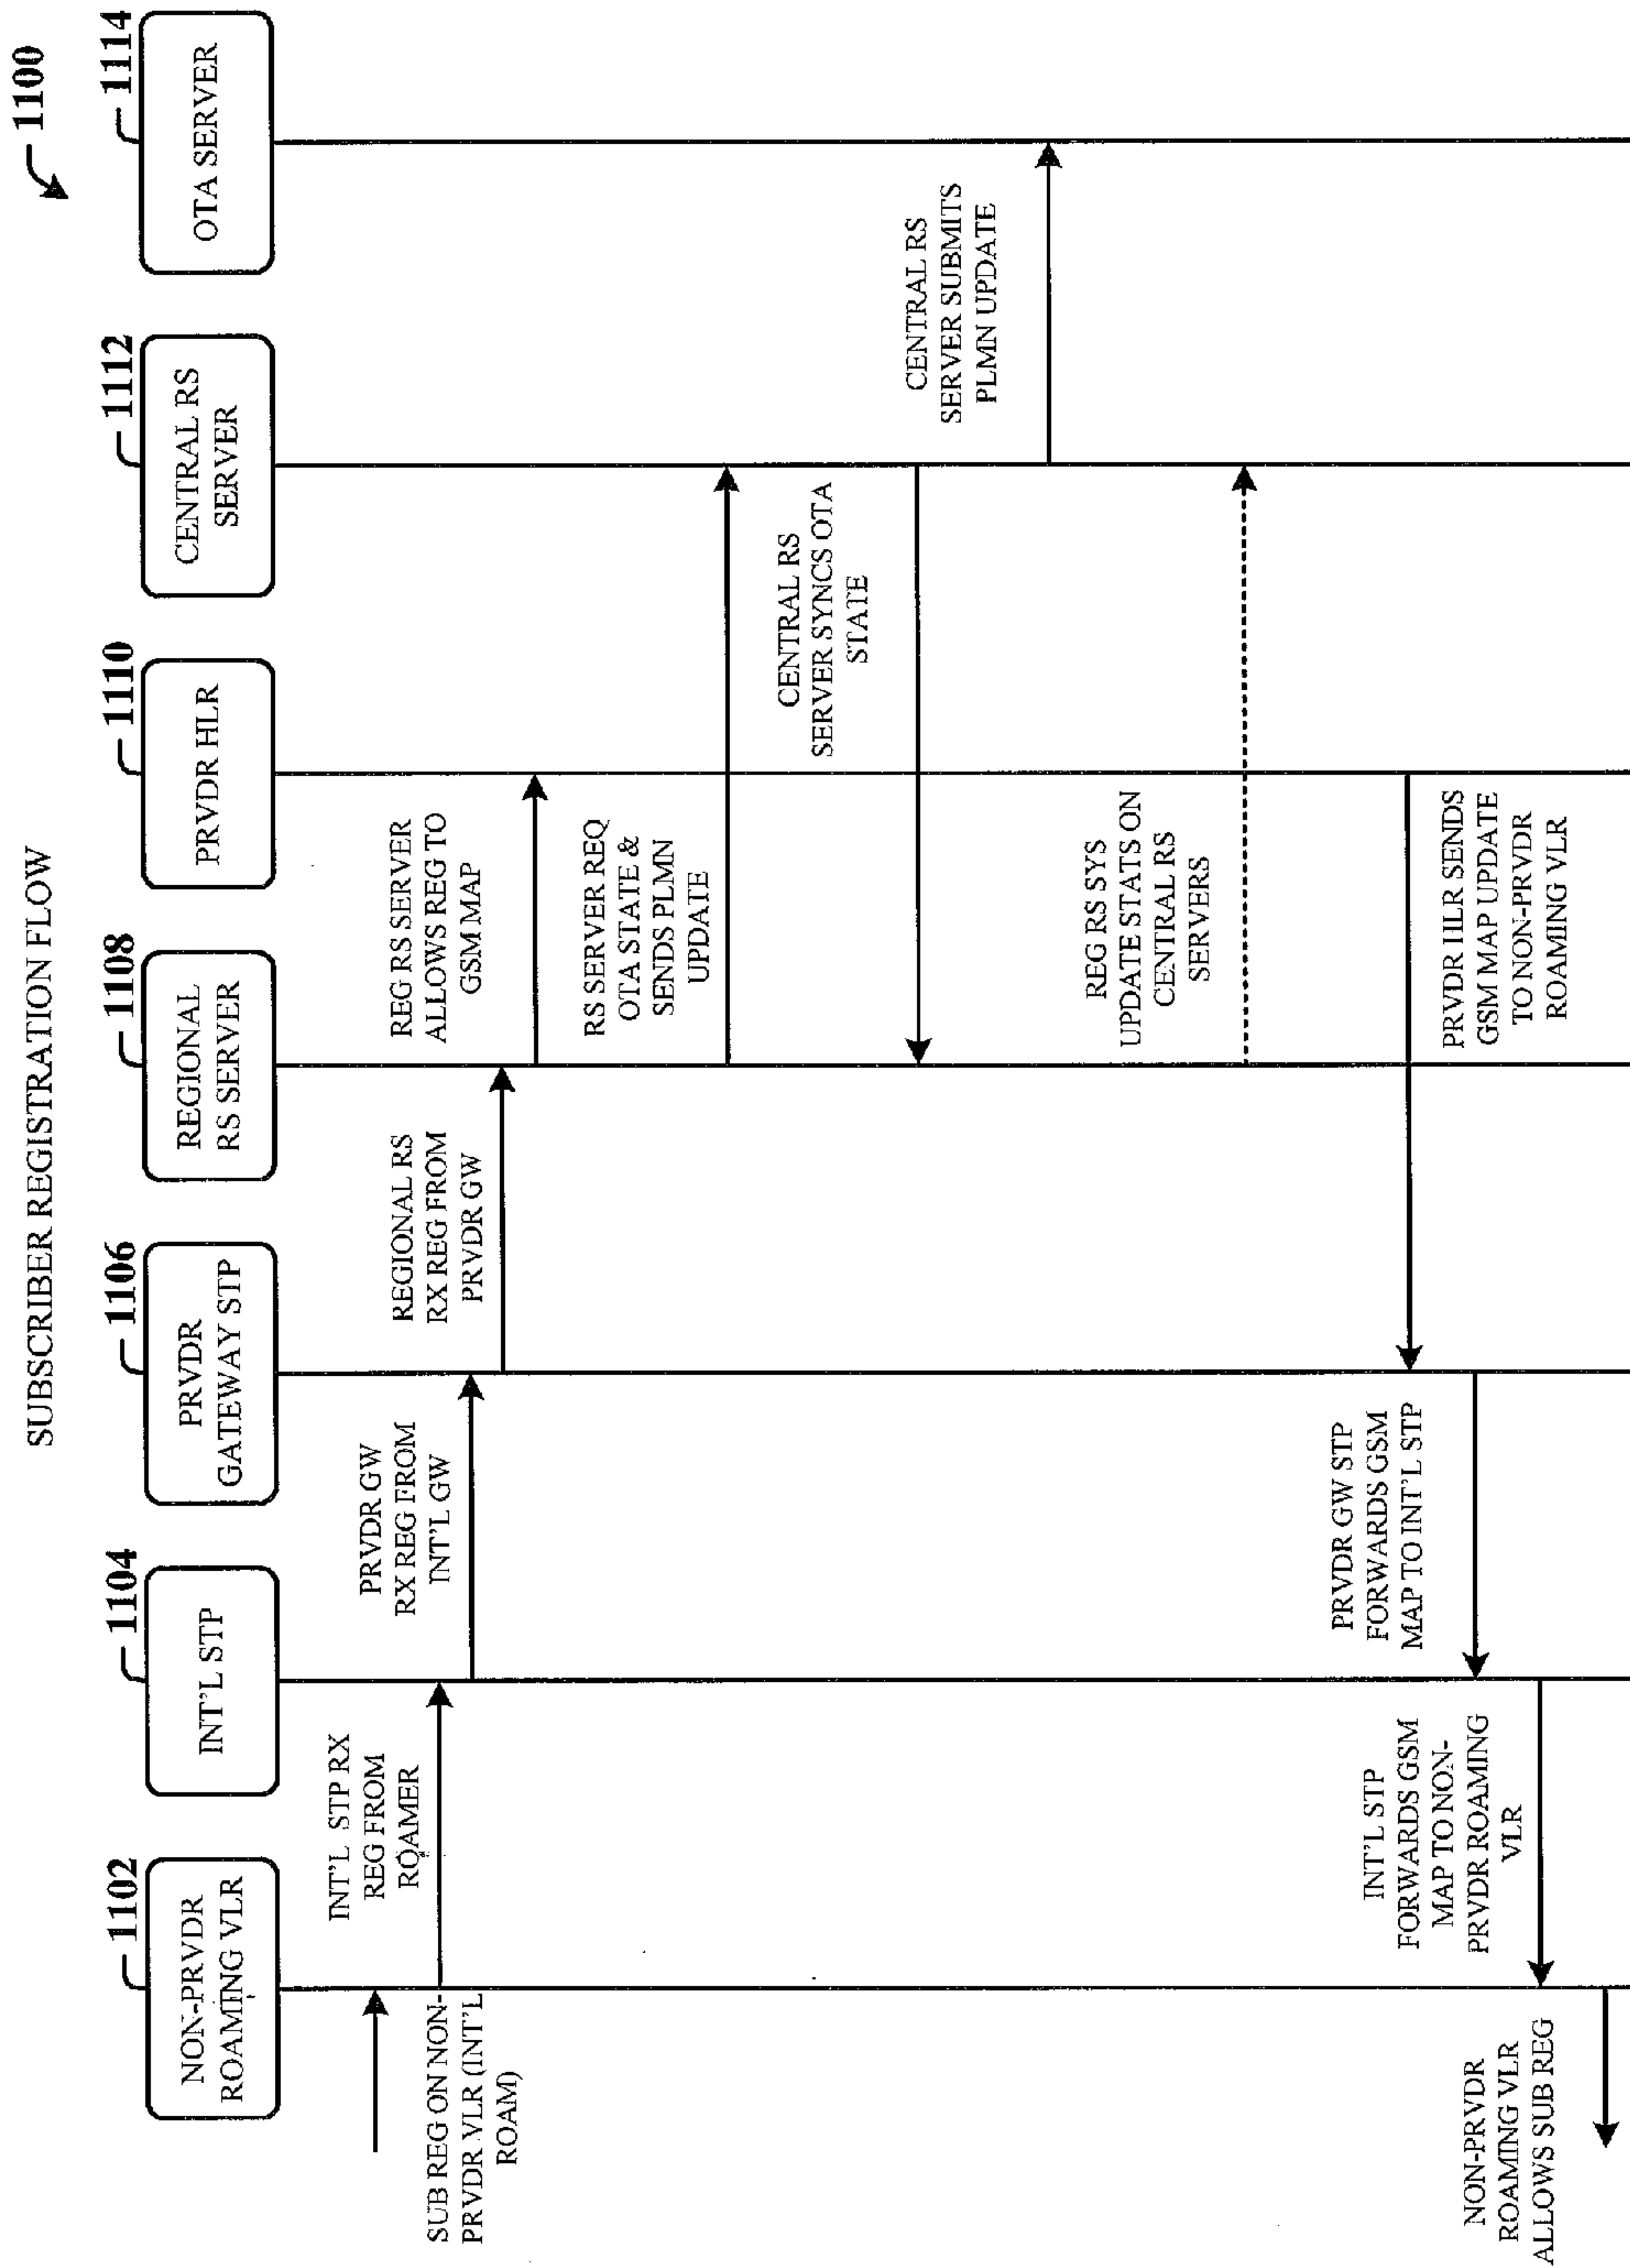 SUBSCRIBER REGISTRATION FLOW
1100
1102
NON-PRVDR
ROAMING VLR
1104
INT'L STP
1106
PRVDR
GATEWAY STP
1108
REGIONAL
RS SERVER
1110
PRVDR HLR
1112
CENTRAL RS
SERVER
1114
OTA SERVER
SUB REG ON NON-
PRVDR VLR (INT'L
ROAM)
INT'L STP RX
REG FROM
ROAMER
PRVDR GW
RX REG FROM
INT'L GW
REGIONAL RS
RX REG FROM
PRVDR GW
REG RS SERVER
ALLOWS REG TO
GSM MAP
RS SERVER REQ
OTA STATE &
SENDS PLMN
UPDATE
CENTRAL RS
SERVER SYNCS OTA
STATE
CENTRAL RS
SERVER SUBMITS
PLMN UPDATE
REG RS SYS
UPDATE STATS ON
CENTRAL RS
SERVERS
PRVDR HLR SENDS
GSM MAP UPDATE
TO NON-PRVDR
ROAMING VLR
PRVDR GW STP
FORWARDS GSM
MAP TO INT'L STP
INT'L STP
FORWARDS GSM
MAP TO NON-
PRVDR ROAMING
VLR
NON-PRVDR
ROAMING VLR
ALLOWS SUB REG